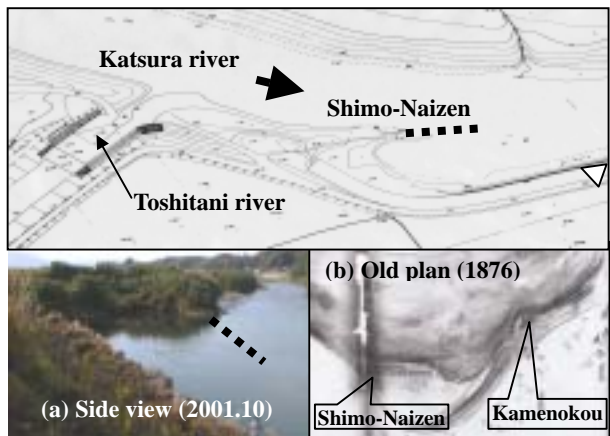 Katsura river
Shimo-Naizen
Toshitani river
(b) Old plan (1876)
(a) Side view (2001.10)
Shimo-Naizen
Kamenokou